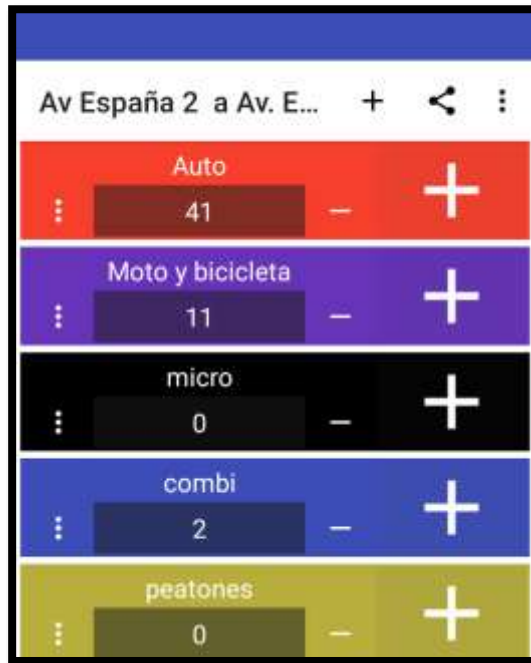 Av España 2 a Av. E...
Auto
41
Moto y bicicleta
11
micro
0
combi
2
peatones
0